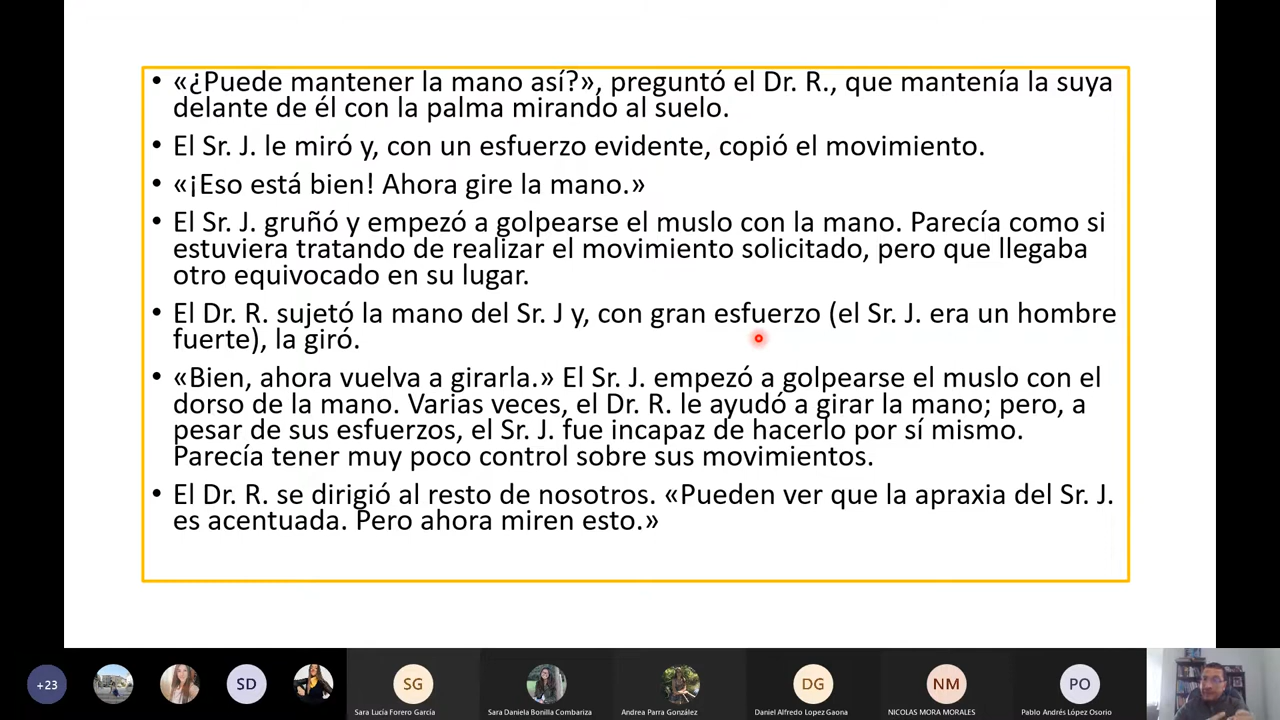 • «¿Puede mantener la mano así?», preguntó el Dr. R., que mantenía la suya
delante de él con la palma mirando al suelo.
• El Sr. J. le miró y, con un esfuerzo evidente, copió el movimiento.
• «¡Eso está bien! Ahora gire la mano.»
• El Sr. J. gruñó y empezó a golpearse el muslo con la mano. Parecía como si
estuviera tratando de realizar el movimiento solicitado, pero que llegaba
otro equivocado en su lugar.
• El Dr. R. sujetó la mano del Sr. J y, con gran esfuerzo (el Sr. J. era un hombre
fuerte), la giró.
• «Bien, ahora vuelva a girarla.» El Sr. J. empezó a golpearse el muslo con el
dorso de la mano. Varias veces, el Dr. R. le ayudó a girar la mano; pero, a
pesar de sus esfuerzos, el Sr. J. fue incapaz de hacerlo por sí mismo.
Parecía tener muy poco control sobre sus movimientos.
• El Dr. R. se dirigió al resto de nosotros. «Pueden ver que la apraxia del Sr. J.
es acentuada. Pero ahora miren esto.»
+23
SD
SG
DG
NM
PO
Sara Lucía Forero García
Sara Daniela Bonilla Combariza
Andrea Parra González
Daniel Alfredo Lopez Gaona
NICOLAS MORA MORALES
Pablo Andrés López Osorio